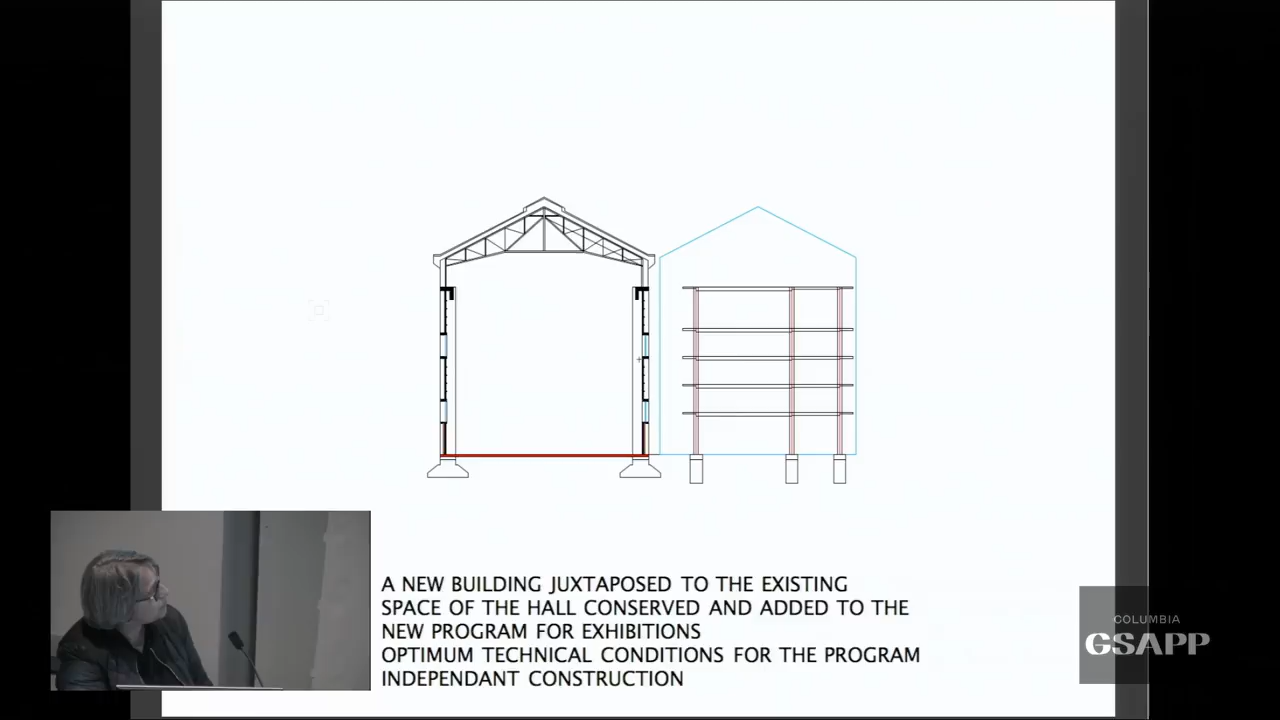 A NEW BUILDING JUXTAPOSED TO THE EXISTING
SPACE OF THE HALL CONSERVED AND ADDED TO THE
NEW PROGRAM FOR EXHIBITIONS
OPTIMUM TECHNICAL CONDITIONS FOR THE PROGRAM
INDEPENDANT CONSTRUCTION
COLUMBIA
GSAPP